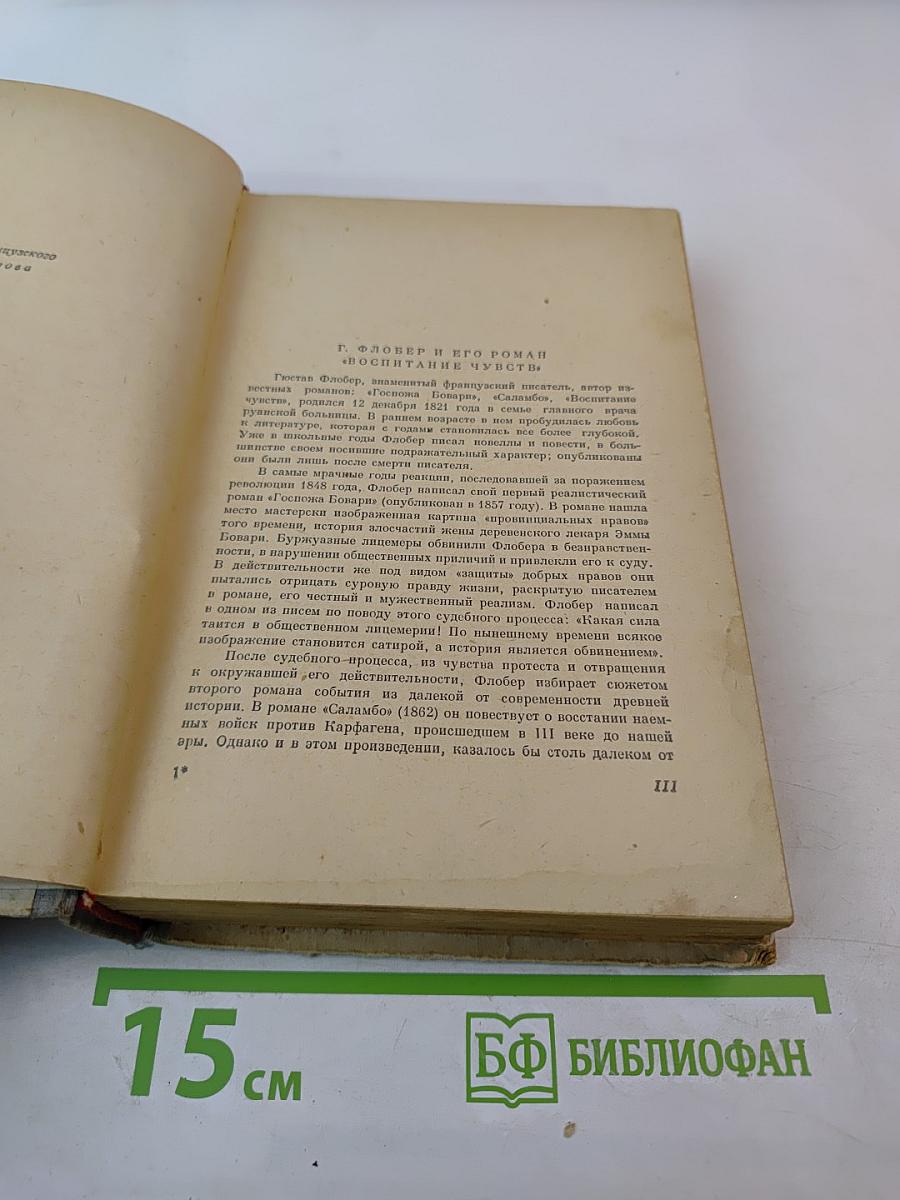 Г. ФЛОБЕР И ЕГО РОМАН
«ВОСПИТАНИЕ ЧУВСТВ»
Гюстав Флобер, знаменитый французский писатель, автор из-
вестных романов: «Госпожа Бовари», «Саламбо», «Воспитание
чувств», родился 12 декабря 1821 года в семье главного врача
руанской больницы. В раннем возрасте в нем пробудилась любовь
к литературе, которая с годами становилась все более глубокой.
Уже в школьные годы Флобер писал новеллы и повести, в боль-
шинстве своем носившие подражательный характер; опубликованы
они были лишь после смерти писателя.
В самые мрачные годы реакции, последовавшей за поражением
революции 1848 года, Флобер написал свой первый реалистический
роман «Госпожа Бовари» (опубликован в 1857 году). В романе нашла
место мастерски изображенная картина «провинциальных нравов»
того времени, история злосчастий жены деревенского лекаря Эммы
Бовари. Буржуазные лицемеры обвинили Флобера в безнравствен-
ности, в нарушении общественных приличий и привлекли его к суду.
В действительности же под видом «защиты» добрых нравов они
пытались отрицать суровую правду жизни, раскрытую писателем
в романе, его честный и мужественный реализм. Флобер написал
в одном из писем по поводу этого судебного процесса: «Какая сила
таится в общественном лицемерии! По нынешнему времени всякое
изображение становится сатирой, а история является обвинением».
После судебного процесса, из чувства протеста и отвращения
к окружавшей его действительности, Флобер избирает сюжетом
второго романа события из далекой от современности древней
истории. В романе «Саламбо» (1862) он повествует о восстании наем-
ных войск против Карфагена, происшедшем в III веке до нашей
эры. Однако и в этом произведении, казалось бы столь далеком от
1*
III
15 см
БФ БИБЛИОФАН